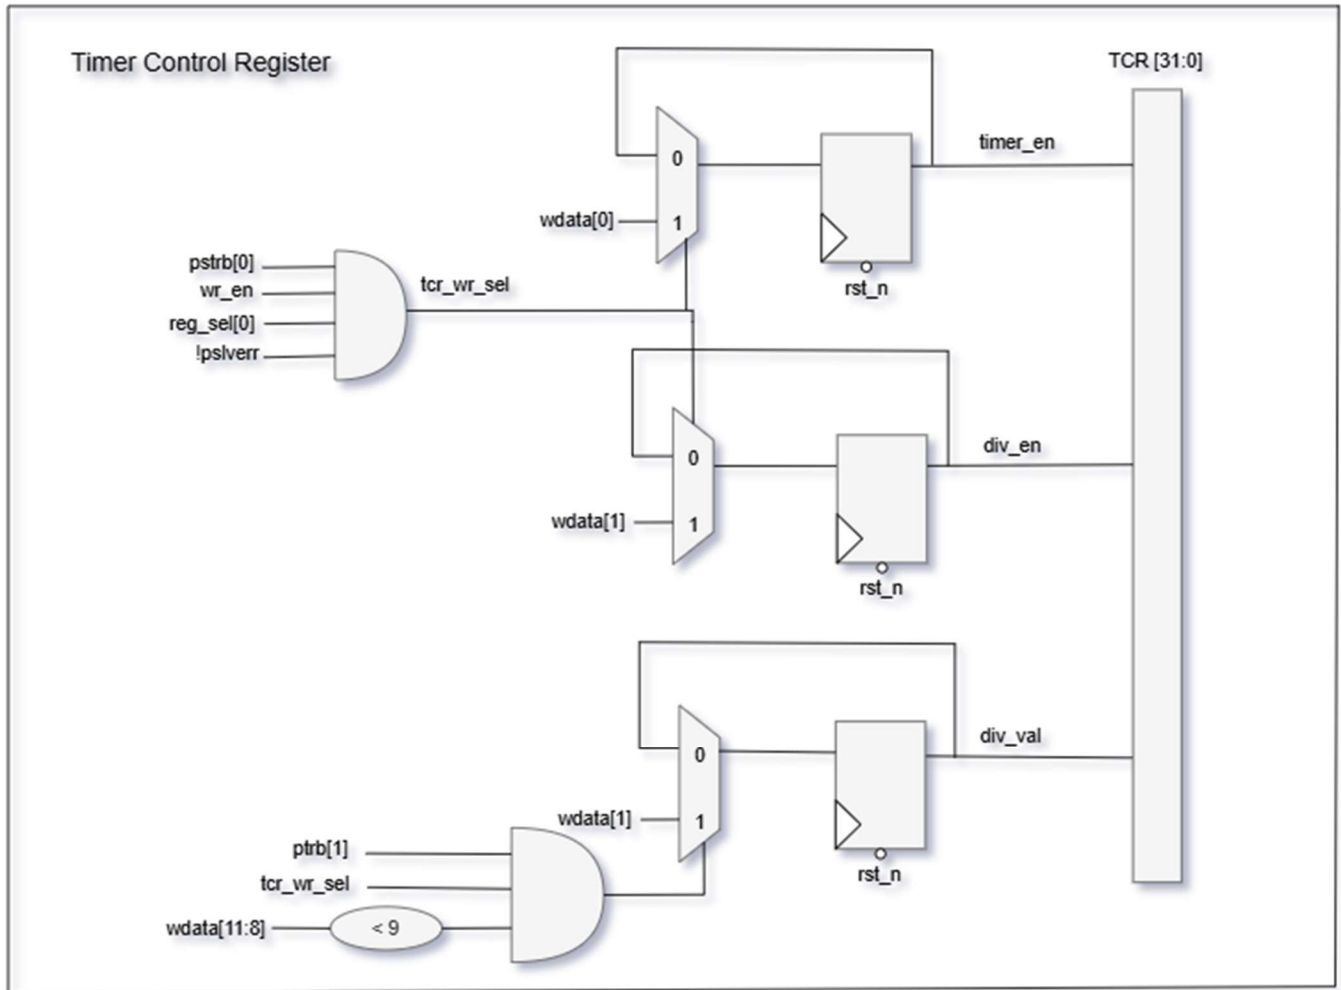 Timer Control Register
TCR [31:0]
0
timer_en
wdata[0]
1
pstrb[0]
wr_en
reg_sel[0]
!pslverr
tcr_wr_sel
rst_n
0
div_en
wdata[1]
1
rst_n
0
div_val
wdata[1]
1
ptrb[1]
tcr_wr_sel
wdata[11:8]
< 9
rst_n